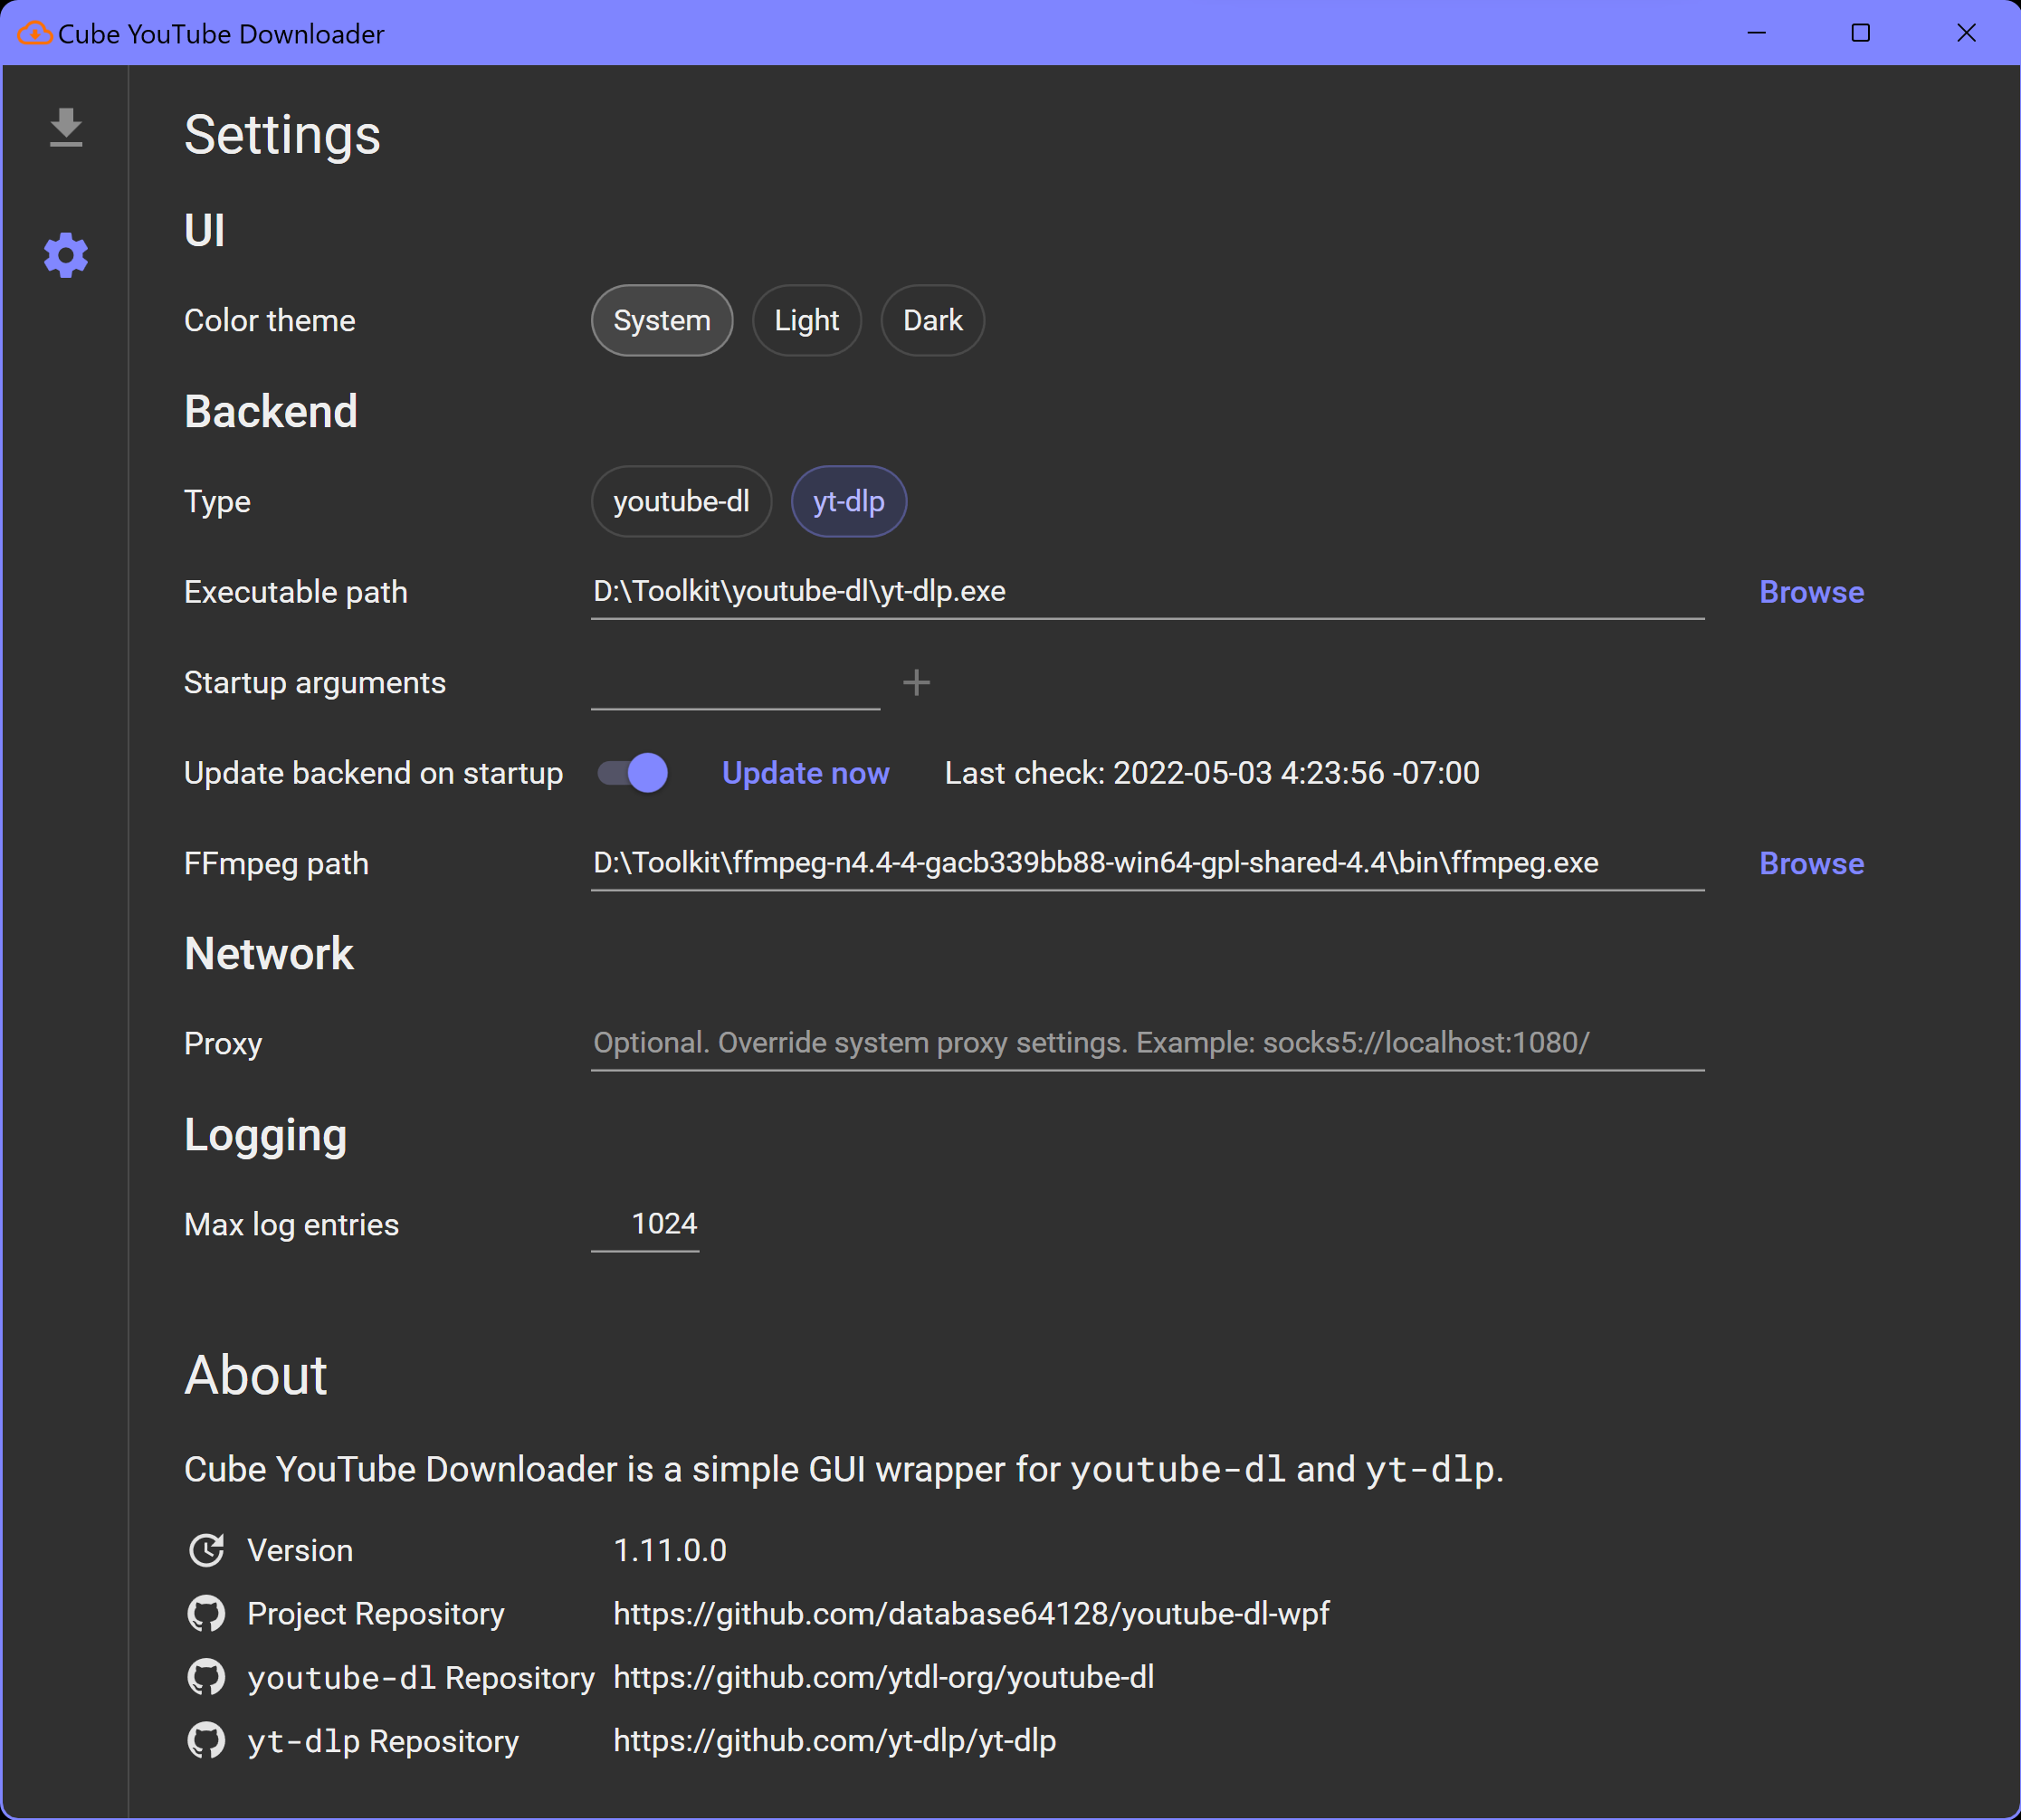 Cube YouTube Downloader
Settings
UI
Color theme System Light Dark
Backend
Type youtube-dl yt-dlp
Executable path D:\Toolkit\youtube-dl\yt-dlp.exe Browse
Startup arguments
Update backend on startup Update now Last check: 2022-05-03 4:23:56 -07:00
FFmpeg path D:\Toolkit\ffmpeg-n4.4-4-gacb339bb88-win64-gpl-shared-4.4\bin\ffmpeg.exe Browse
Network
Proxy Optional. Override system proxy settings. Example: socks5://localhost:1080/
Logging
Max log entries 1024
About
Cube YouTube Downloader is a simple GUI wrapper for youtube-dl and yt-dlp.
Version 1.11.0.0
Project Repository https://github.com/database64128/youtube-dl-wpf
youtube-dl Repository https://github.com/ytdl-org/youtube-dl
yt-dlp Repository https://github.com/yt-dlp/yt-dlp